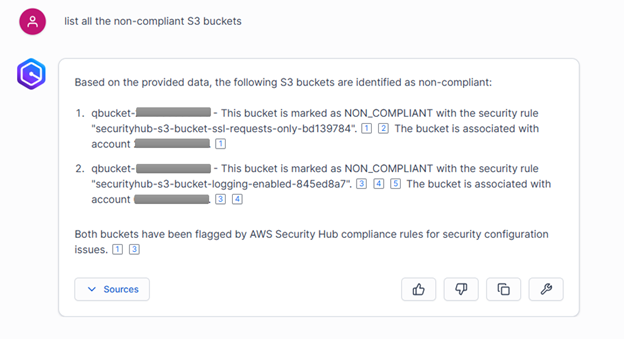 list all the non-compliant S3 buckets
Based on the provided data, the following S3 buckets are identified as non-compliant:
1. qbucket- - This bucket is marked as NON_COMPLIANT with the security rule
"securityhub-s3-bucket-ssl-requests-only-bd139784". 1 2 The bucket is associated with
account . 1
2. qbucket- - This bucket is marked as NON_COMPLIANT with the security rule
"securityhub-s3-bucket-logging-enabled-845ed8a7". 3 4 5 The bucket is associated with
account . 3 4
Both buckets have been flagged by AWS Security Hub compliance rules for security configuration
issues. 1 3
Sources